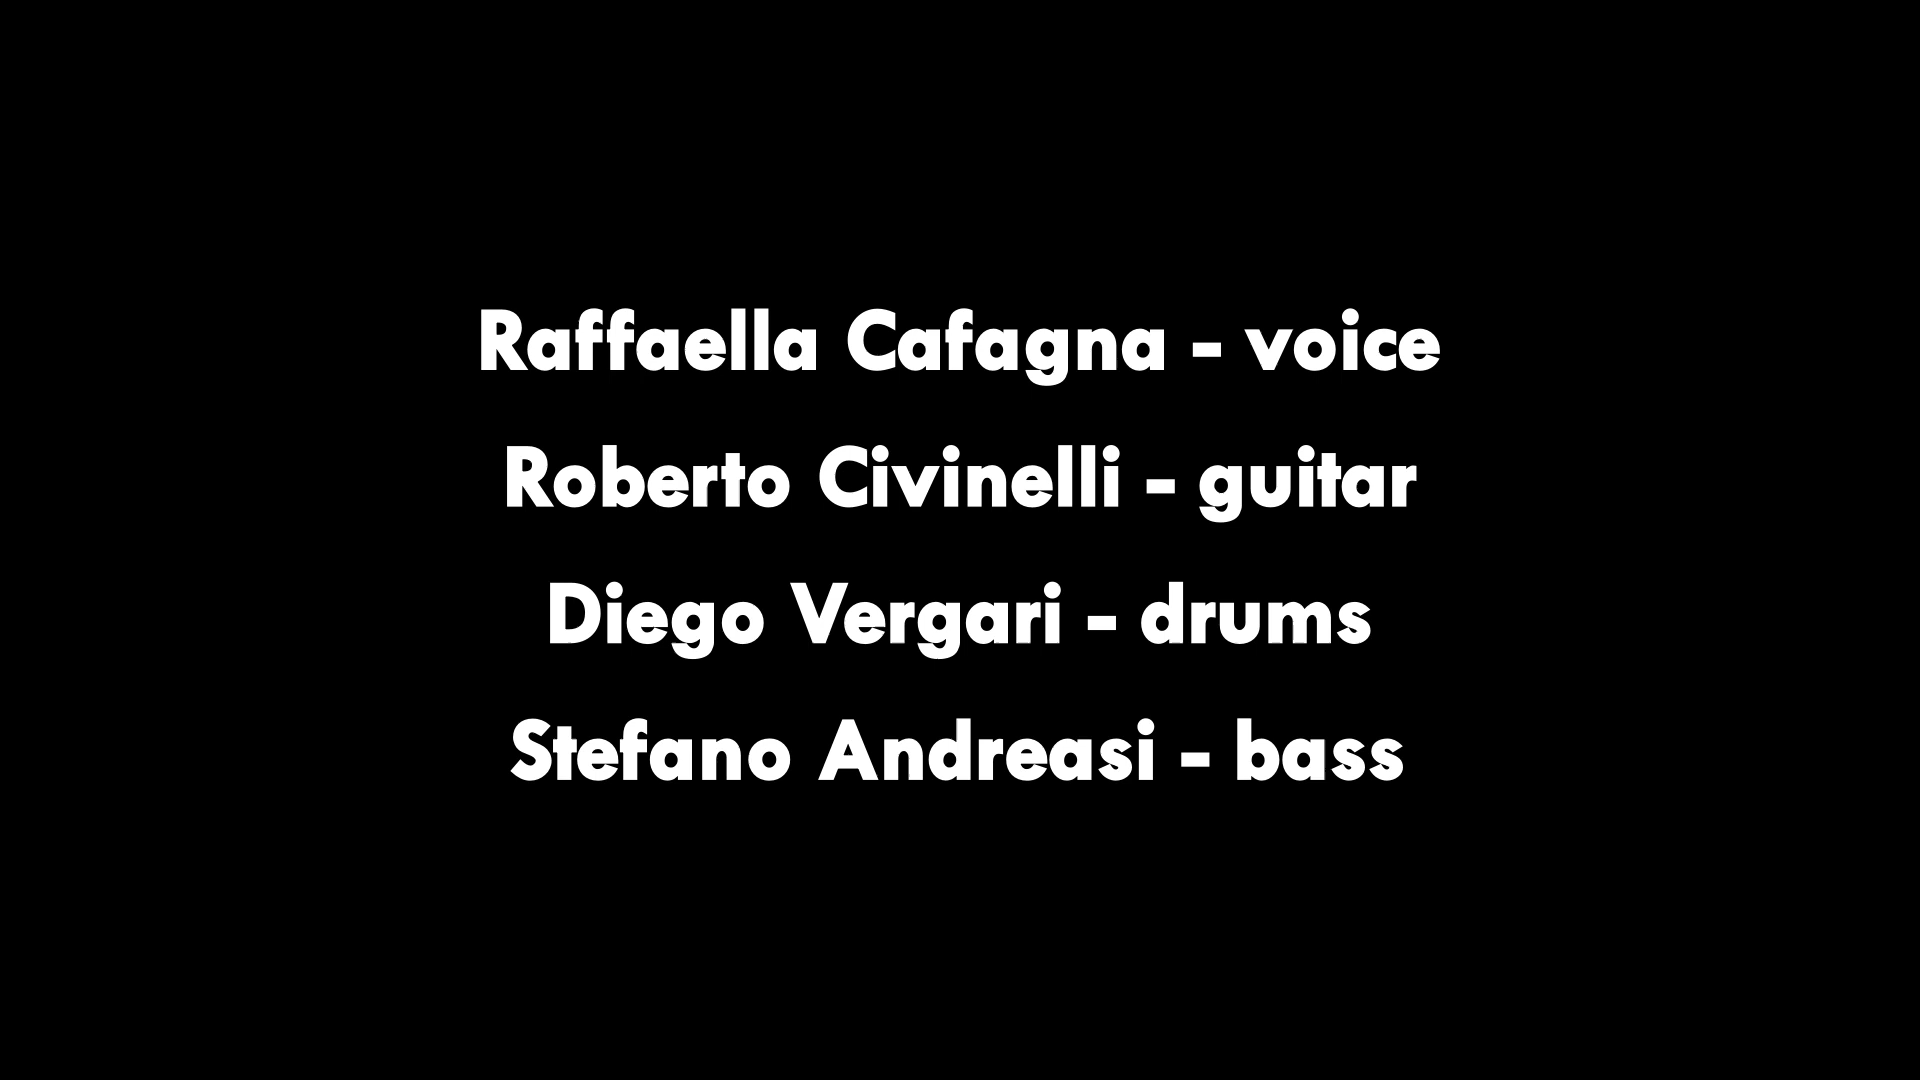 Raffaella Cafagna - voice
Roberto Civinelli - guitar
Diego Vergari - drums
Stefano Andreasi - bass